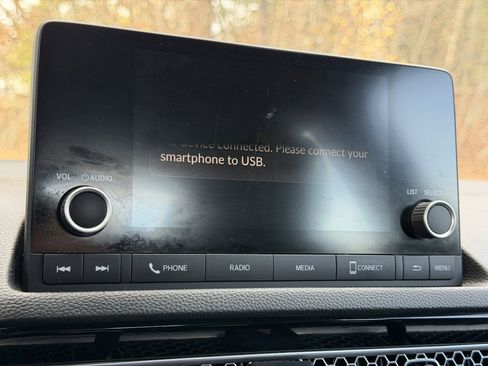 device connected. Please connect your
smartphone to USB.
VOL AUDIO
LIST SELECT
PHONE RADIO MEDIA CONNECT MENU